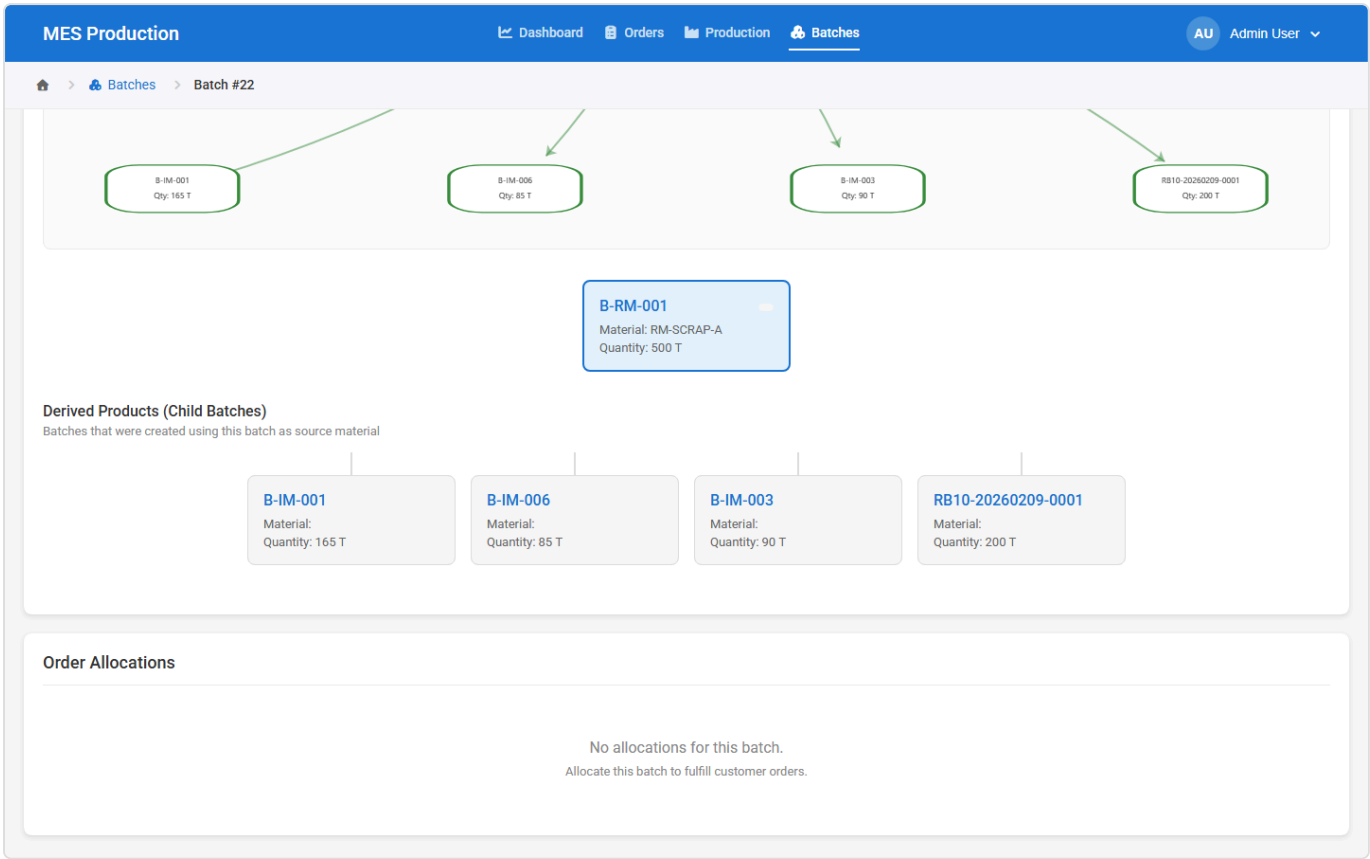 MES Production
Dashboard
Orders
Production
Batches
AU
Admin User
Batches
Batch #22
B-IM-001
Qty: 165 T
B-IM-006
Qty: 85 T
B-IM-003
Qty: 90 T
RB10-20260209-0001
Qty: 200 T
B-RM-001
Material: RM-SCRAP-A
Quantity: 500 T
Derived Products (Child Batches)
Batches that were created using this batch as source material
B-IM-001
Material:
Quantity: 165 T
B-IM-006
Material:
Quantity: 85 T
B-IM-003
Material:
Quantity: 90 T
RB10-20260209-0001
Material:
Quantity: 200 T
Order Allocations
No allocations for this batch.
Allocate this batch to fulfill customer orders.